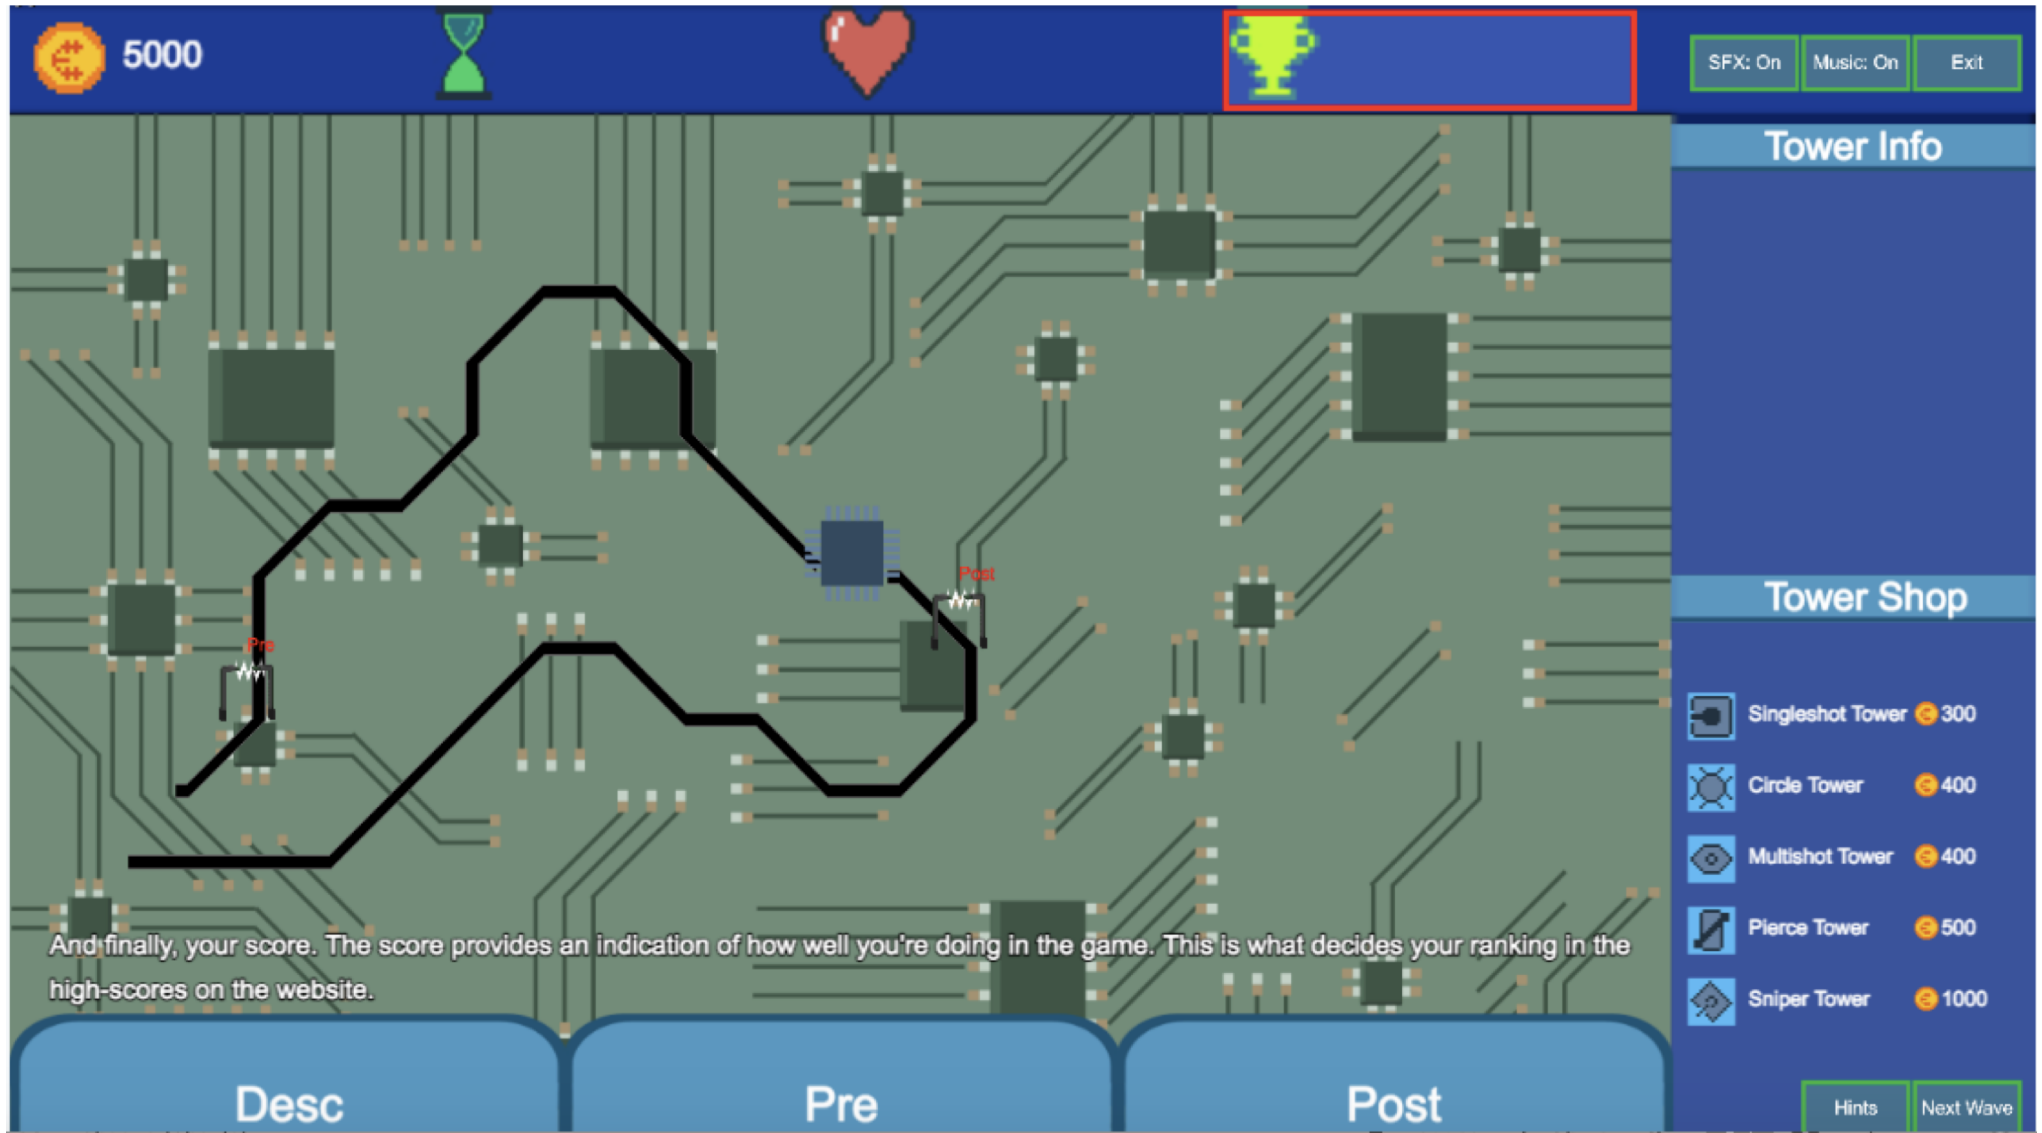 5000
SFX: On
Music: On
Exit
Tower Info
Post
Pre
Tower Shop
Singleshot Tower 300
Circle Tower 400
Multishot Tower 400
Pierce Tower 500
Sniper Tower 1000
And finally, your score. The score provides an indication of how well you're doing in the game. This is what decides your ranking in the
high-scores on the website.
Desc
Pre
Post
Hints
Next Wave